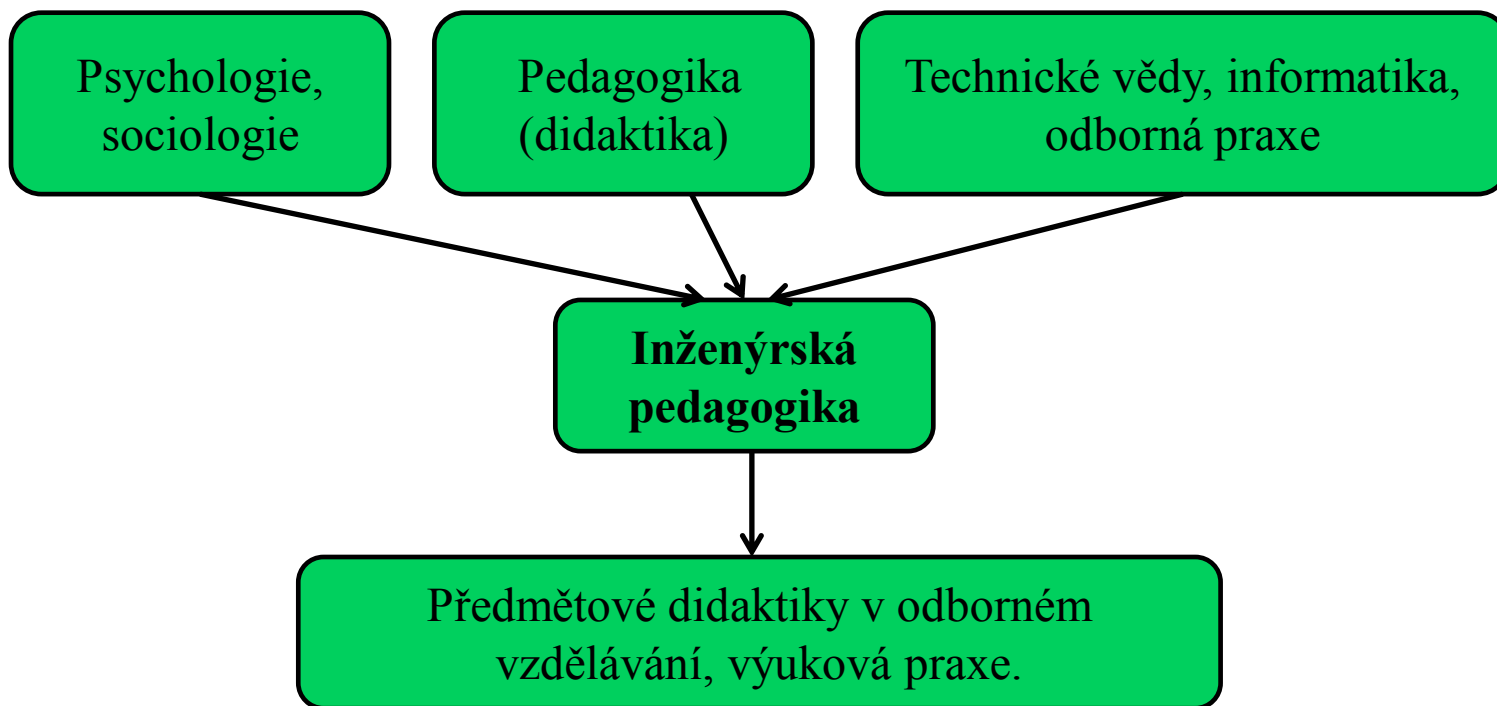 Psychologie,
sociologie
Pedagogika
(didaktika)
Technické vědy, informatika,
odborná praxe
Inženýrská
pedagogika
Předmětové didaktiky v odborném
vzdělávání, výuková praxe.